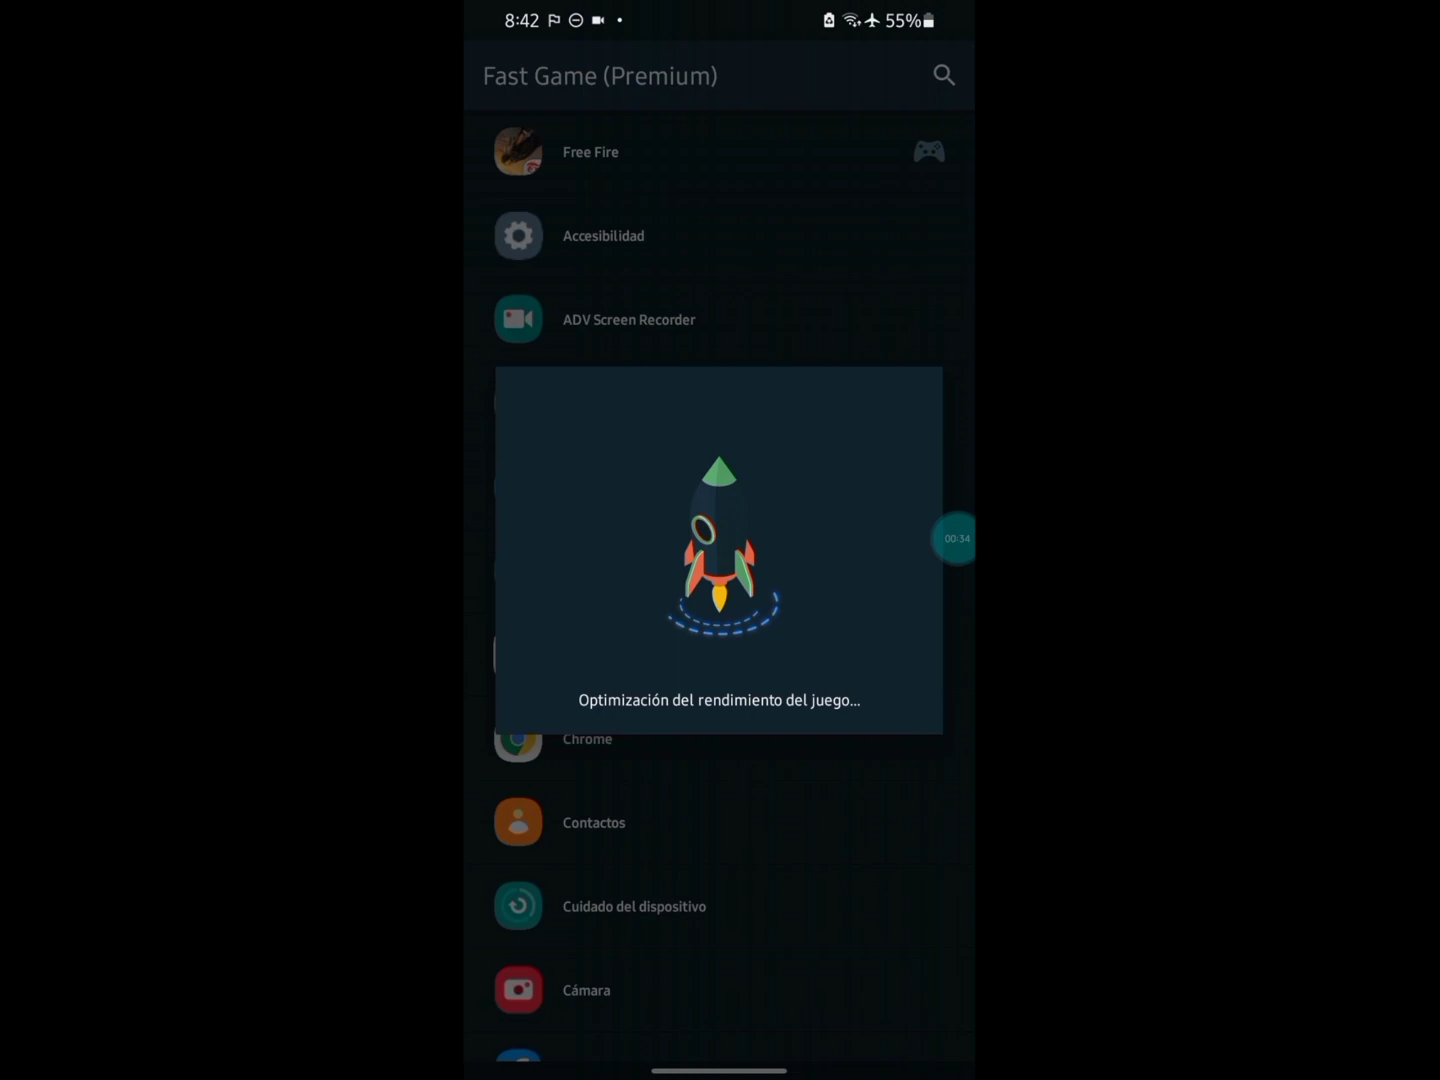 8:42 55%
Fast Game (Premium)
Free Fire
Accesibilidad
ADV Screen Recorder
00:34
Optimización del rendimiento del juego...
Chrome
Contactos
Cuidado del dispositivo
Cámara